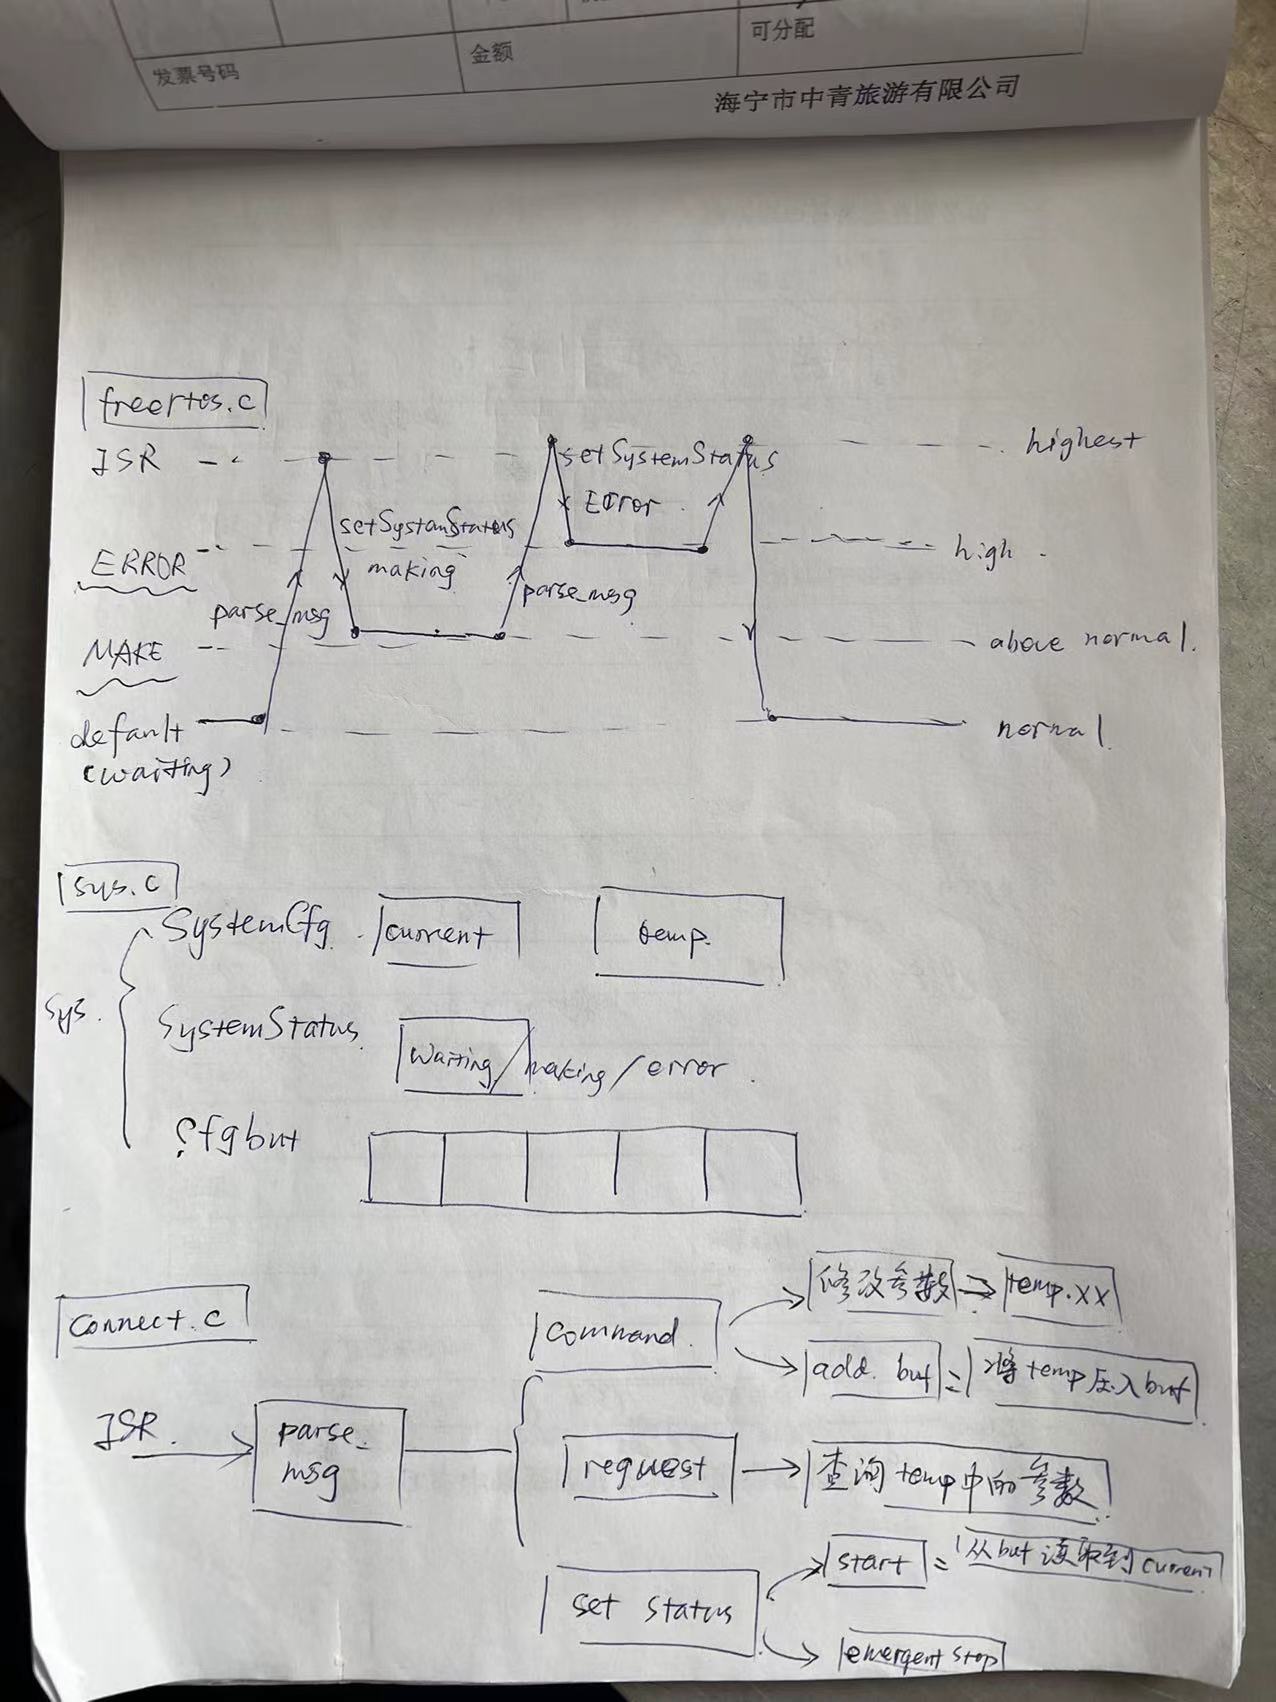 可分配
金额
发票号码
海宁市中青旅游有限公司
freertos.c
ISR
highest
setSystemStatus
Error
setSystemStatus
making
ERROR
high
parse_msg
parse_msg
MAKE
above normal.
default
(waiting)
normal.
sys.c
SystemCfg.
current
temp.
sys.
SystemStatus
waiting/making/error
Cfgbuf
connect.c
command.
修改参数
temp.xx
add buf
将temp压入buf
ISR.
parse_
msg
request
查询temp中的参数
set status
start
从buf读取到current
emergent stop